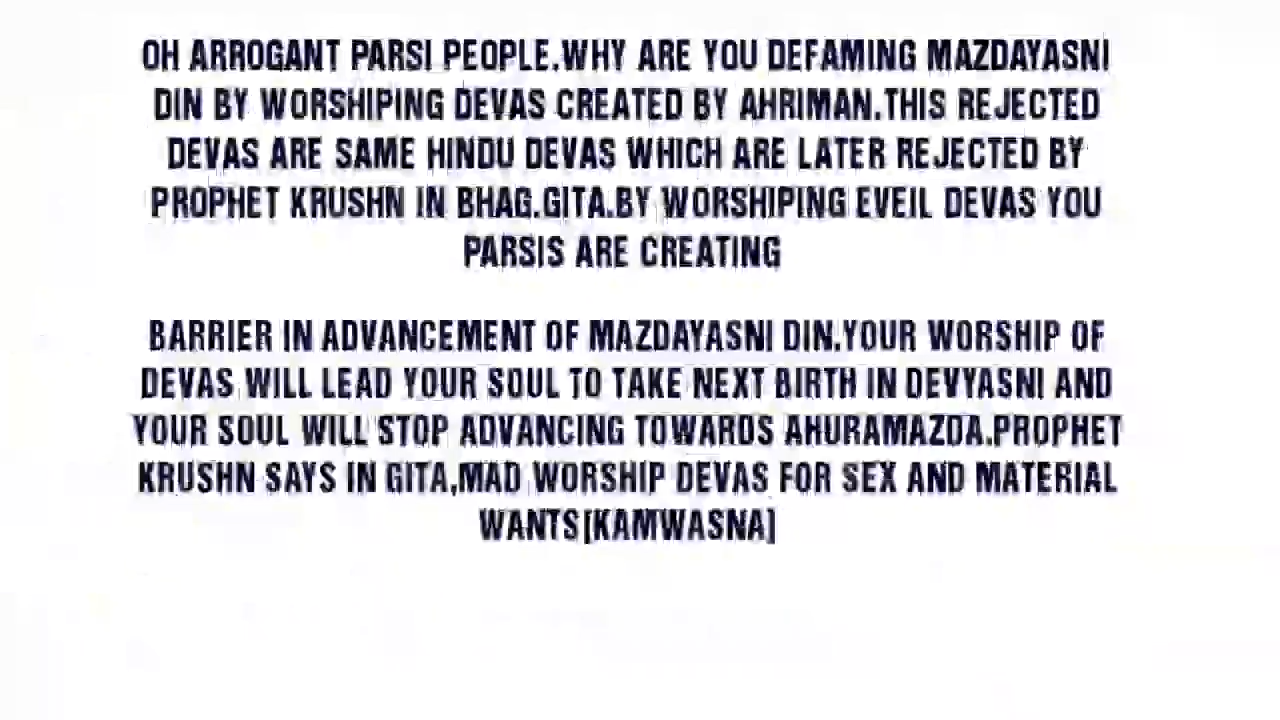 OH ARROGANT PARSI PEOPLE.WHY ARE YOU DEFAMING MAZDAYASNI
DIN BY WORSHIPING DEVAS CREATED BY AHRIMAN.THIS REJECTED
DEVAS ARE SAME HINDU DEVAS WHICH ARE LATER REJECTED BY
PROPHET KRUSHN IN BHAG.GITA.BY WORSHIPING EVEIL DEVAS YOU
PARSIS ARE CREATING
BARRIER IN ADVANCEMENT OF MAZDAYASNI DIN.YOUR WORSHIP OF
DEVAS WILL LEAD YOUR SOUL TO TAKE NEXT BIRTH IN DEVYASNI AND
YOUR SOUL WILL STOP ADVANCING TOWARDS AHURAMAZDA.PROPHET
KRUSHN SAYS IN GITA,MAD WORSHIP DEVAS FOR SEX AND MATERIAL
WANTS[KAMWASNA]